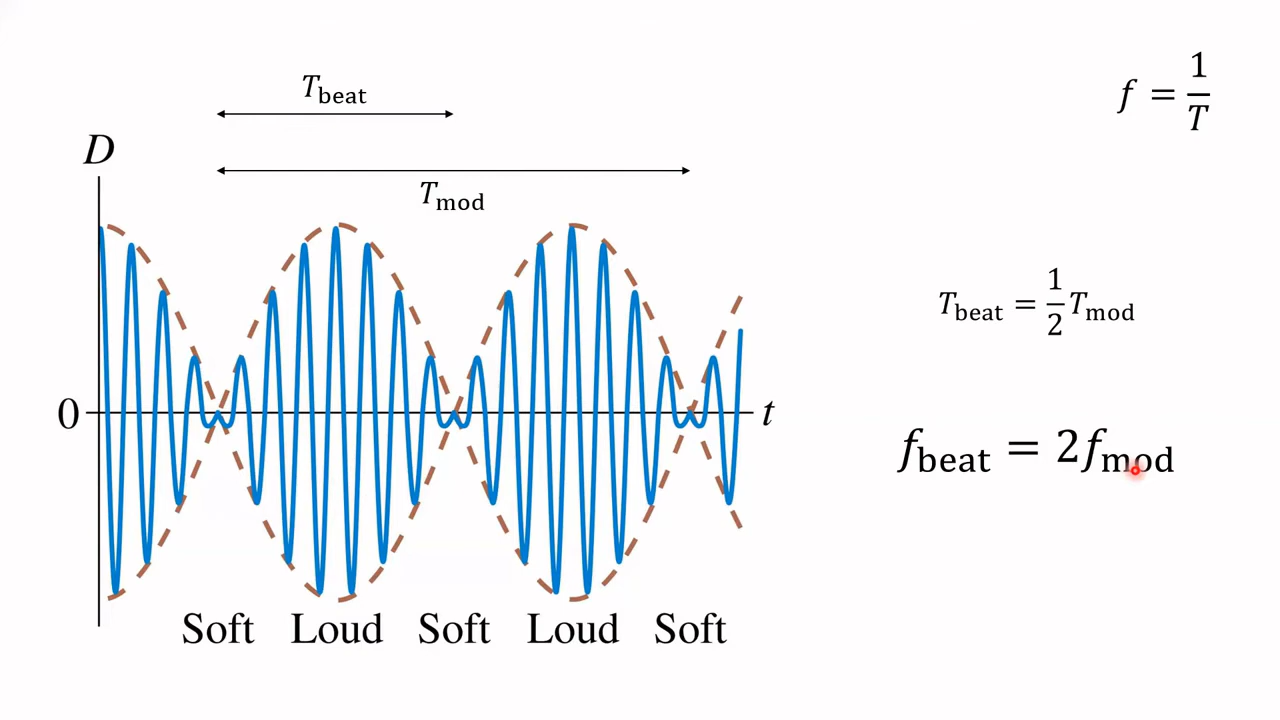 T_beat
f = 1/T
D
T_mod
T_beat = 1/2 T_mod
0
t
f_beat = 2f_mod
Soft Loud Soft Loud Soft